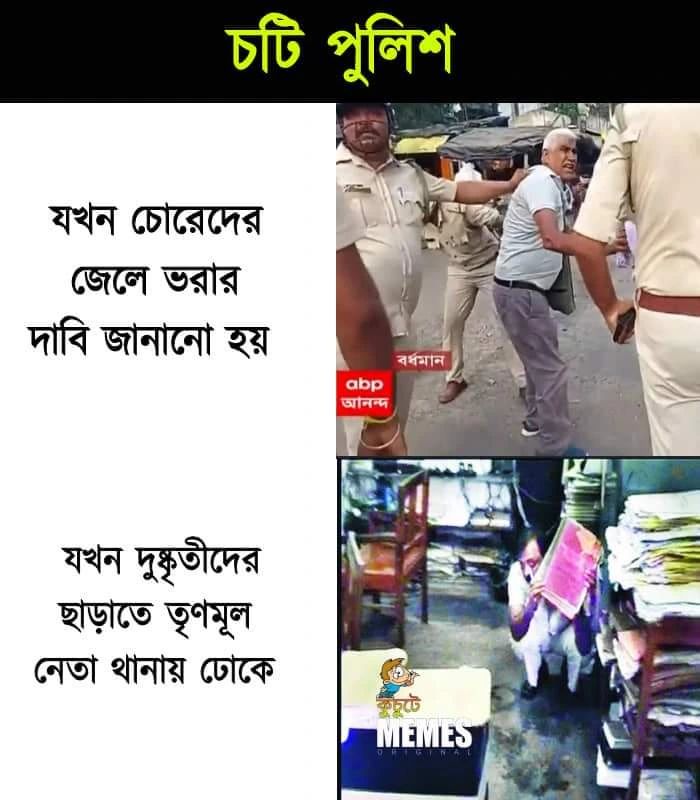 চটি পুলিশ
যখন চোরেদের
জেলে ভরার
দাবি জানানো হয়
বর্ধমান
abp
আনন্দ
যখন দুষ্কৃতীদের
ছাড়াতে তৃণমূল
নেতা থানায় ঢোকে
কুচুটে
MEMES
ORIGINAL